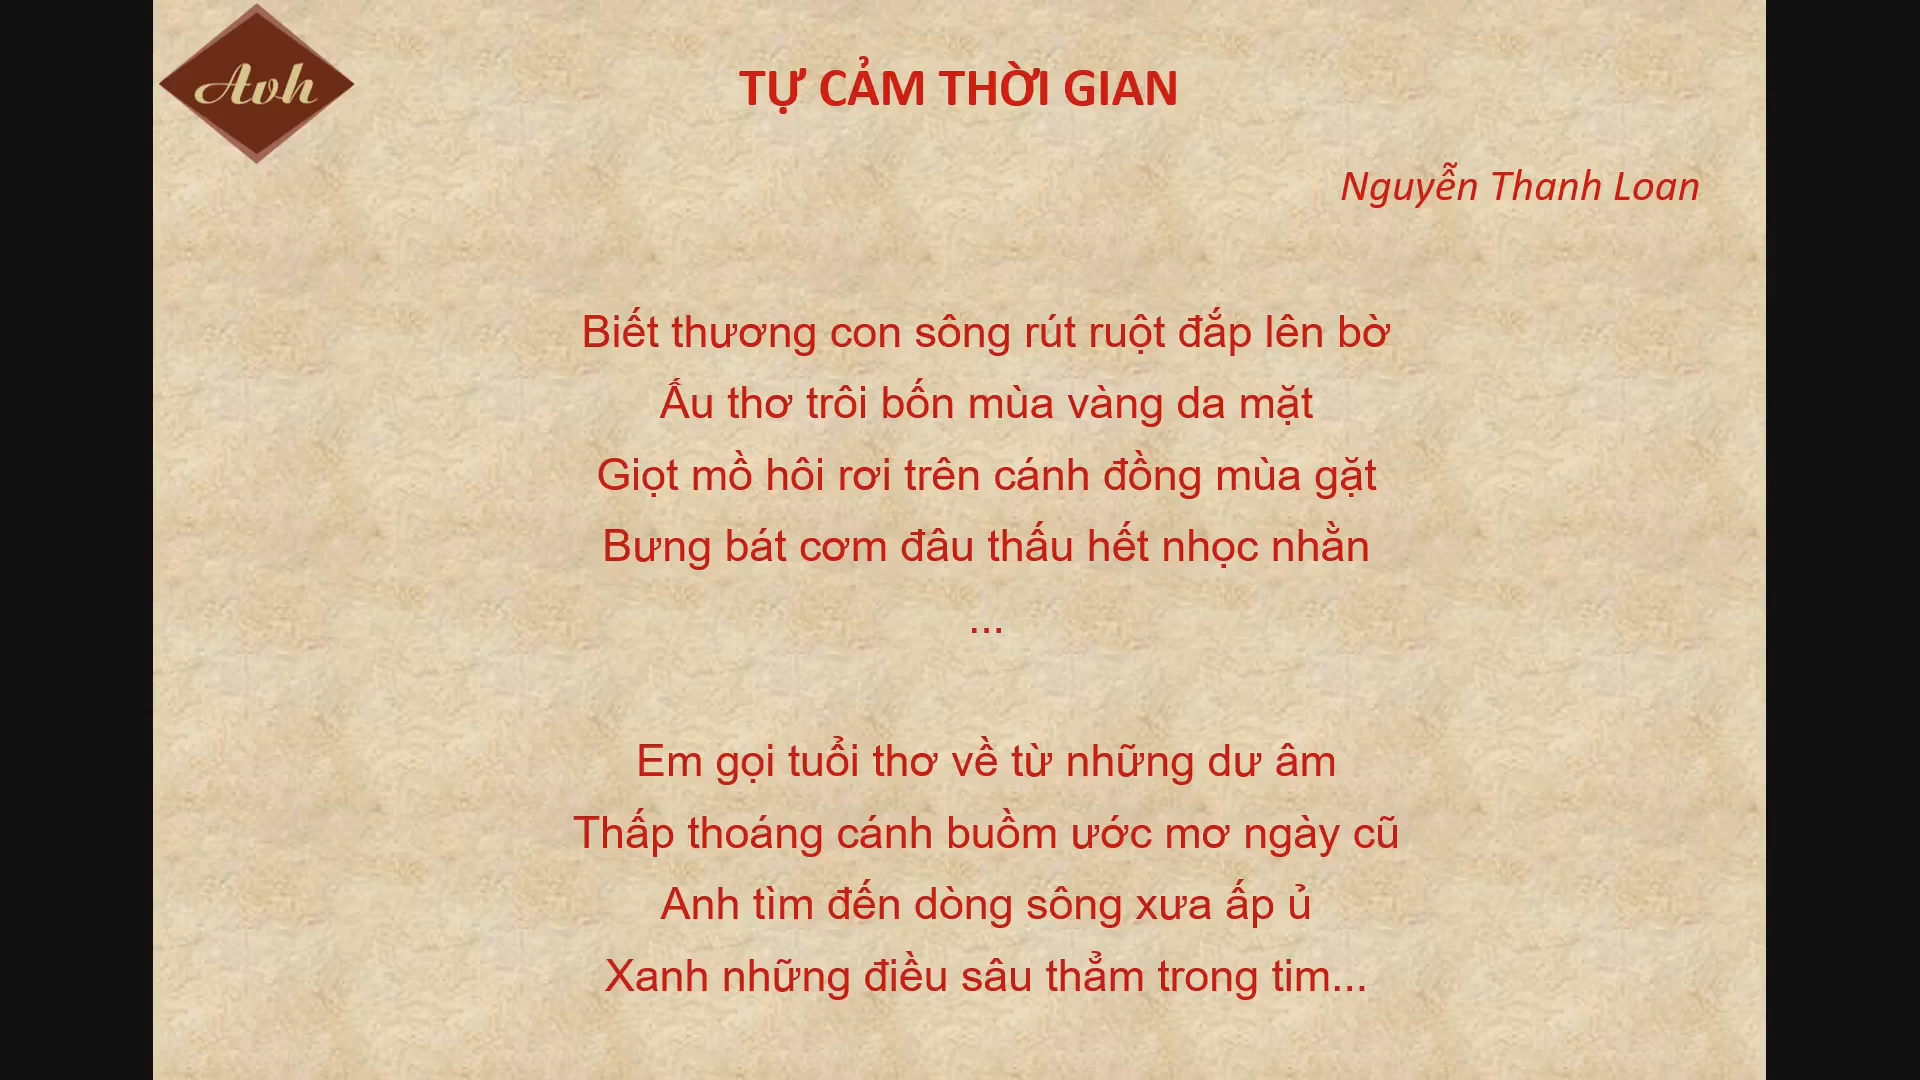 Avh
TỰ CẢM THỜI GIAN
Nguyễn Thanh Loan
Biết thương con sông rút ruột đắp lên bờ
Ấu thơ trôi bốn mùa vàng da mặt
Giọt mồ hôi rơi trên cánh đồng mùa gặt
Bưng bát cơm đâu thấu hết nhọc nhằn
...
Em gọi tuổi thơ về từ những dư âm
Thấp thoáng cánh buồm ước mơ ngày cũ
Anh tìm đến dòng sông xưa ấp ủ
Xanh những điều sâu thẳm trong tim...